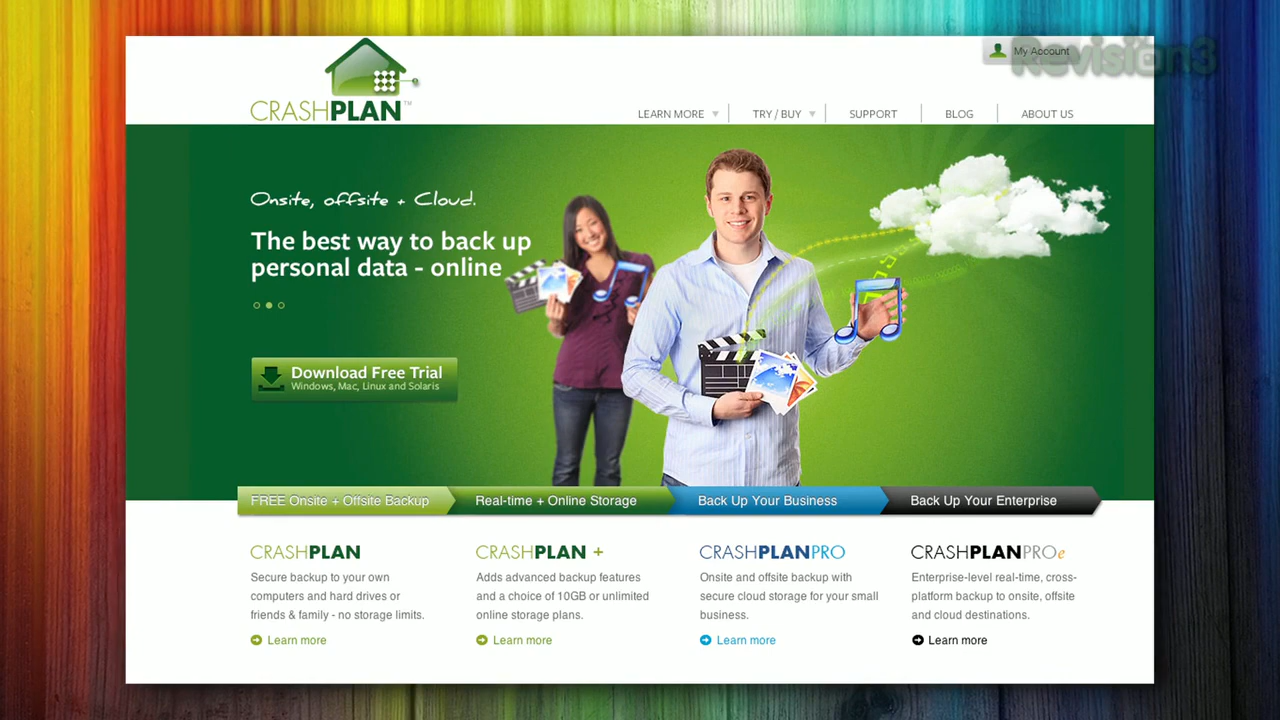 Revision3
My Account
CRASHPLAN™
LEARN MORE
TRY / BUY
SUPPORT
BLOG
ABOUT US
Onsite, offsite + Cloud.
The best way to back up
personal data - online
Download Free Trial
Windows, Mac, Linux and Solaris
FREE Onsite + Offsite Backup
Real-time + Online Storage
Back Up Your Business
Back Up Your Enterprise
CRASHPLAN
Secure backup to your own
computers and hard drives or
friends & family - no storage limits.
Learn more
CRASHPLAN +
Adds advanced backup features
and a choice of 10GB or unlimited
online storage plans.
Learn more
CRASHPLANPRO
Onsite and offsite backup with
secure cloud storage for your small
business.
Learn more
CRASHPLANPROe
Enterprise-level real-time, cross-
platform backup to onsite, offsite
and cloud destinations.
Learn more